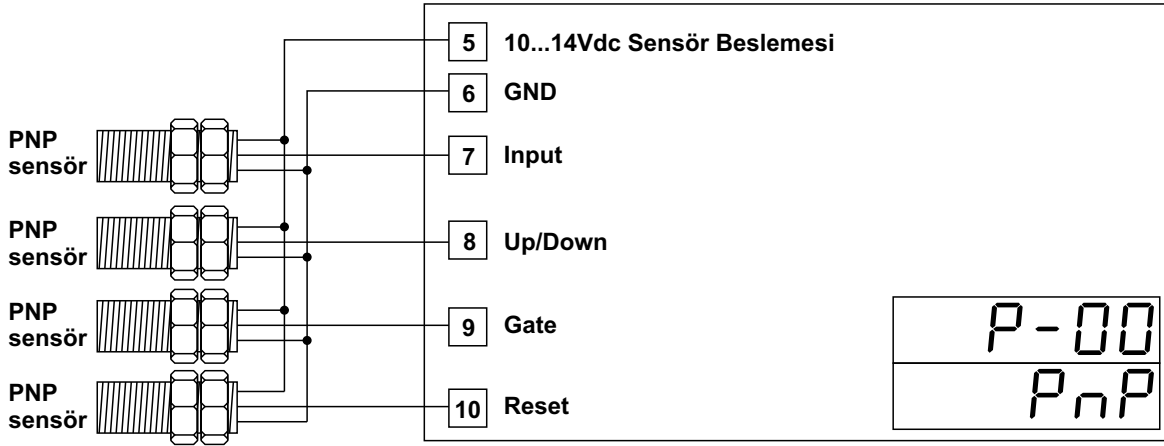 5 10...14Vdc Sensör Beslemesi
6 GND
PNP
sensör
7 Input
PNP
sensör
8 Up/Down
PNP
sensör
9 Gate
PNP
sensör
10 Reset
P-00
PnP